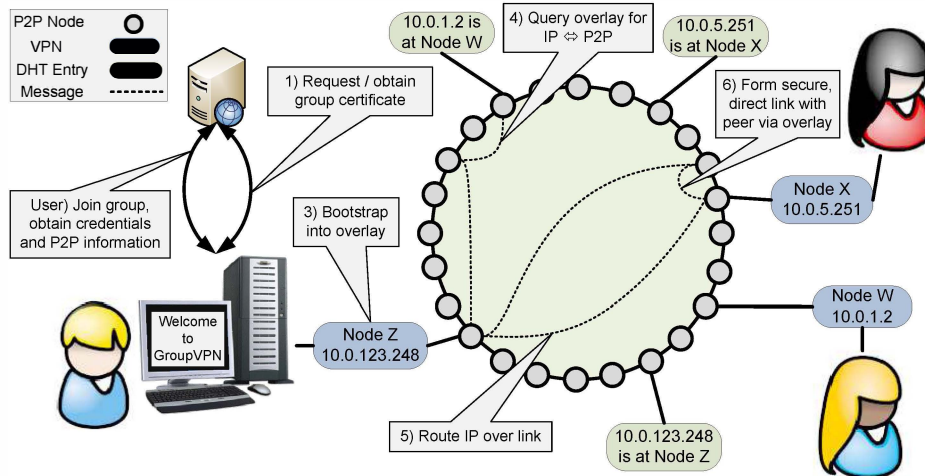 P2P Node
VPN
DHT Entry
Message
1) Request / obtain
group certificate
User) Join group,
obtain credentials
and P2P information
Welcome
to
GroupVPN
3) Bootstrap
into overlay
Node Z
10.0.123.248
10.0.1.2 is
at Node W
4) Query overlay for
IP ⇔ P2P
10.0.5.251
is at Node X
6) Form secure,
direct link with
peer via overlay
Node X
10.0.5.251
Node W
10.0.1.2
5) Route IP over link
10.0.123.248
is at Node Z